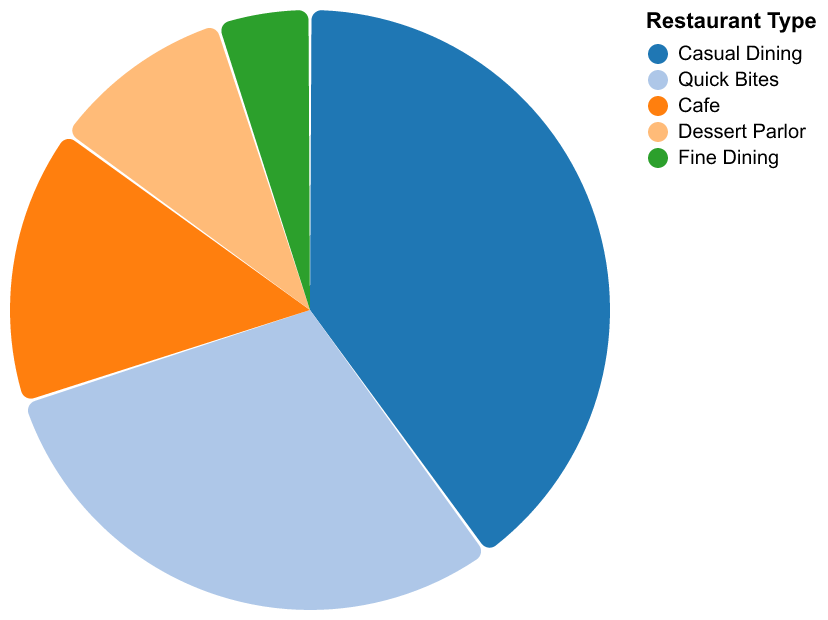 Restaurant Type
Casual Dining
Quick Bites
Cafe
Dessert Parlor
Fine Dining